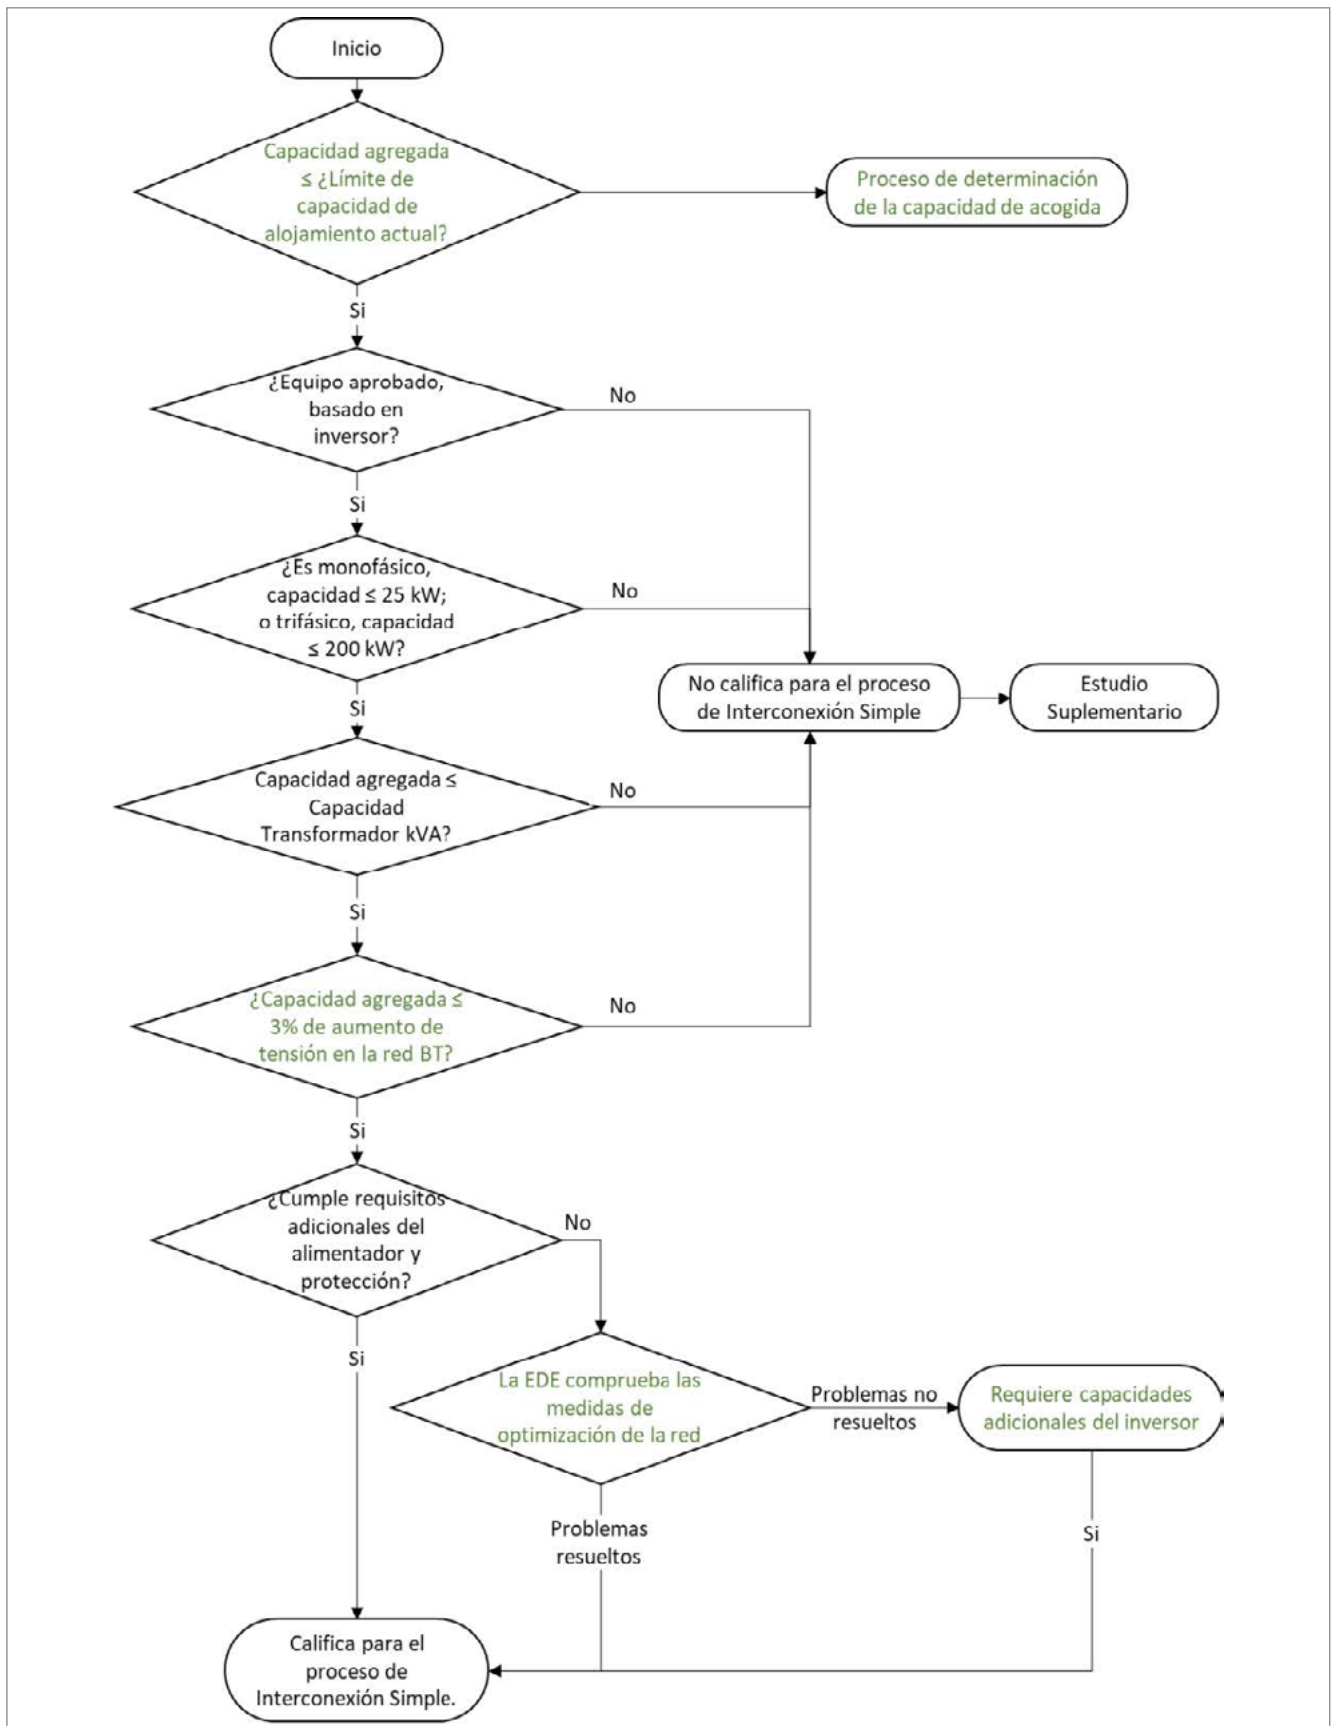 Inicio
Capacidad agregada
≤ ¿Límite de
capacidad de
alojamiento actual?
Proceso de determinación
de la capacidad de acogida
Si
¿Equipo aprobado,
basado en
inversor?
No
Si
¿Es monofásico,
capacidad ≤ 25 kW;
o trifásico, capacidad
≤ 200 kW?
No
No califica para el proceso
de Interconexión Simple
Estudio
Suplementario
Si
Capacidad agregada ≤
Capacidad
Transformador kVA?
No
Si
¿Capacidad agregada ≤
3% de aumento de
tensión en la red BT?
No
Si
¿Cumple requisitos
adicionales del
alimentador y
protección?
No
Si
La EDE comprueba las
medidas de
optimización de la red
Problemas no
resueltos
Requiere capacidades
adicionales del inversor
Problemas
resueltos
Si
Califica para el
proceso de
Interconexión Simple.